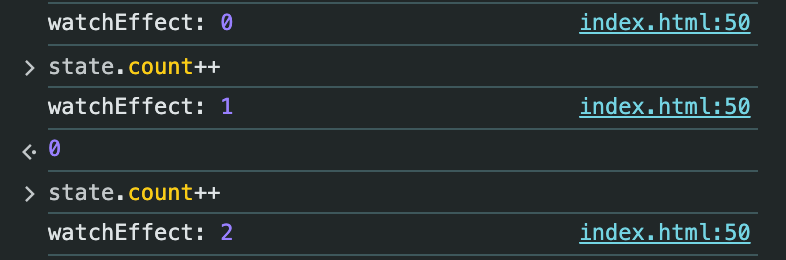 watchEffect: 0 index.html:50
> state.count++
watchEffect: 1 index.html:50
0
> state.count++
watchEffect: 2 index.html:50